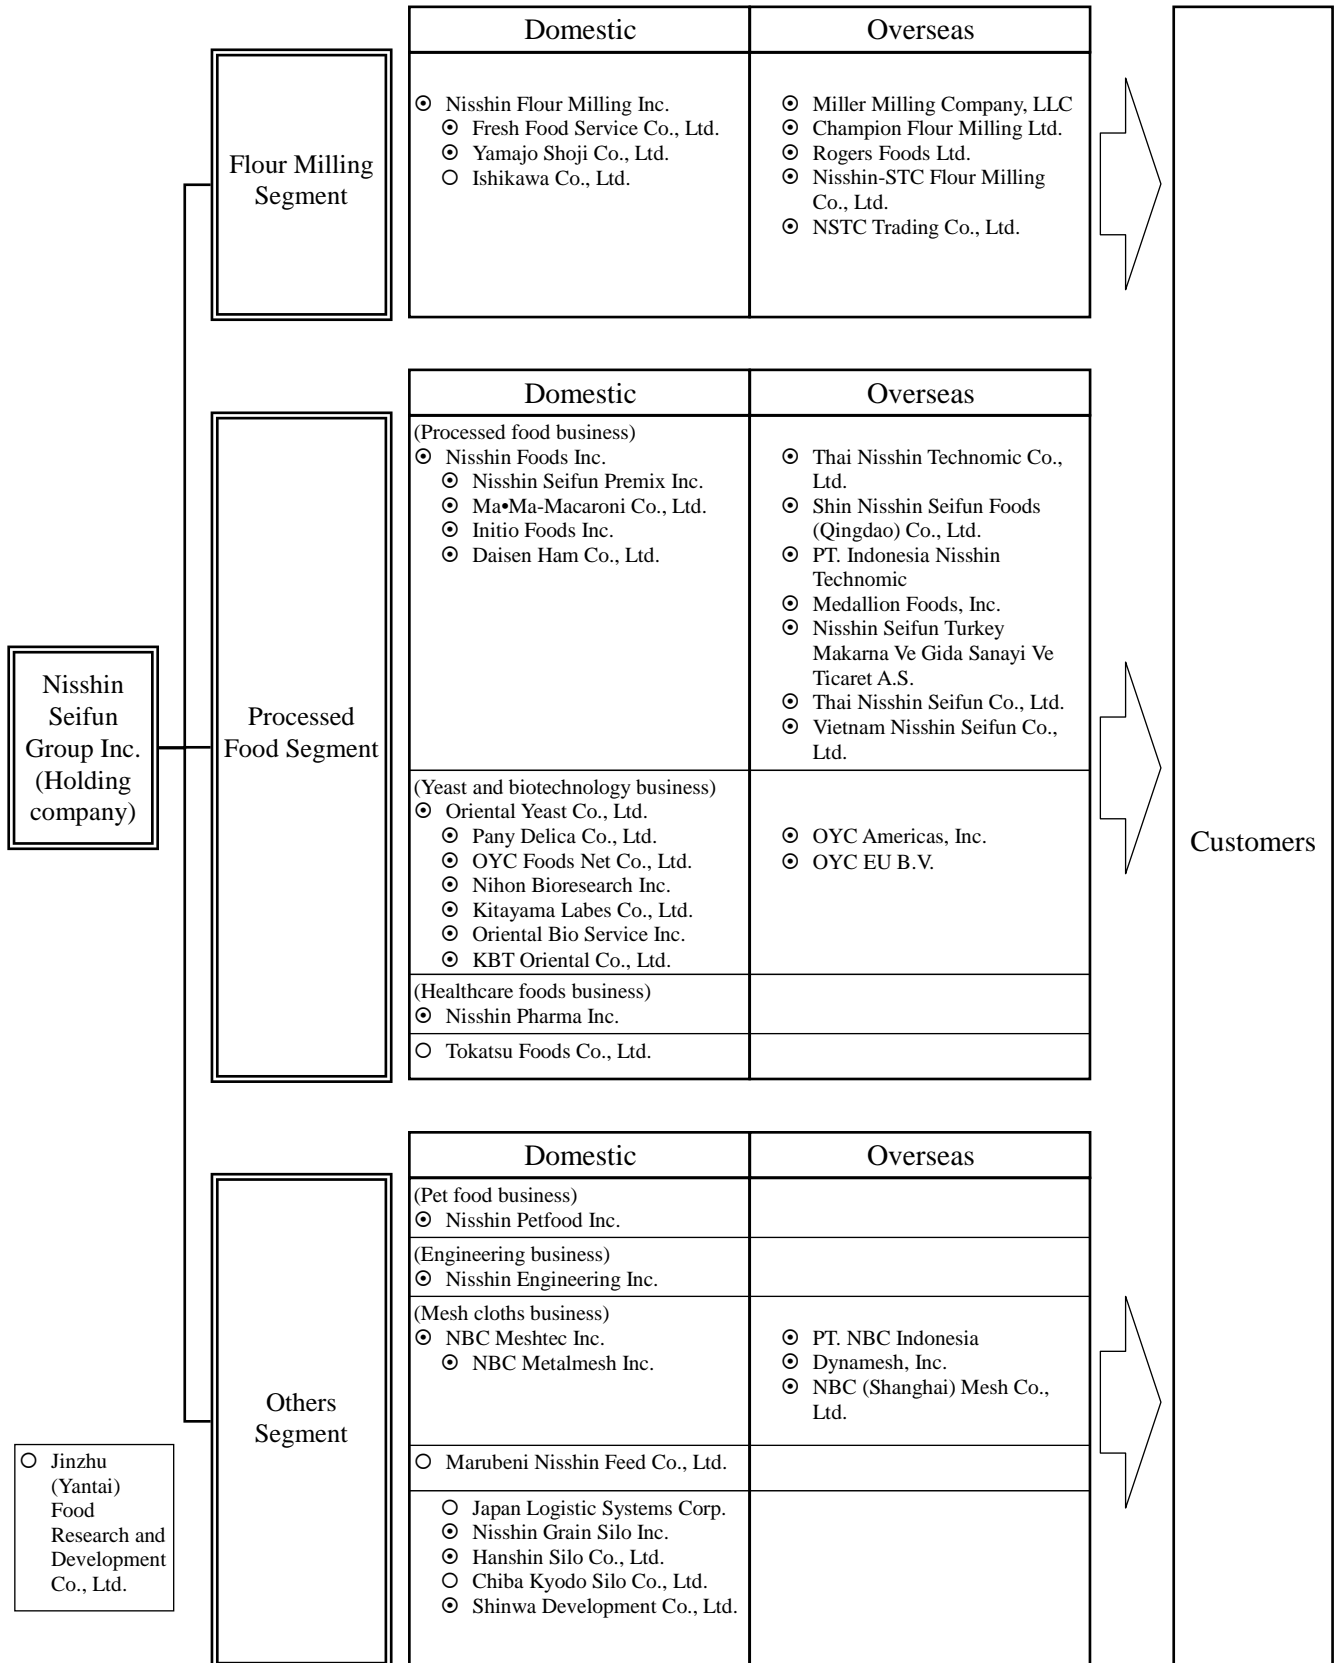 Domestic
Overseas
Flour Milling
Segment
⊙ Nisshin Flour Milling Inc.
⊙ Fresh Food Service Co., Ltd.
⊙ Yamajo Shoji Co., Ltd.
○ Ishikawa Co., Ltd.
⊙ Miller Milling Company, LLC
⊙ Champion Flour Milling Ltd.
⊙ Rogers Foods Ltd.
⊙ Nisshin-STC Flour Milling
Co., Ltd.
⊙ NSTC Trading Co., Ltd.
Domestic
Overseas
Nisshin
Seifun
Group Inc.
(Holding
company)
Processed
Food Segment
(Processed food business)
⊙ Nisshin Foods Inc.
⊙ Nisshin Seifun Premix Inc.
⊙ Ma•Ma-Macaroni Co., Ltd.
⊙ Initio Foods Inc.
⊙ Daisen Ham Co., Ltd.
⊙ Thai Nisshin Technomic Co.,
Ltd.
⊙ Shin Nisshin Seifun Foods
(Qingdao) Co., Ltd.
⊙ PT. Indonesia Nisshin
Technomic
⊙ Medallion Foods, Inc.
⊙ Nisshin Seifun Turkey
Makarna Ve Gida Sanayi Ve
Ticaret A.S.
⊙ Thai Nisshin Seifun Co., Ltd.
⊙ Vietnam Nisshin Seifun Co.,
Ltd.
(Yeast and biotechnology business)
⊙ Oriental Yeast Co., Ltd.
⊙ Pany Delica Co., Ltd.
⊙ OYC Foods Net Co., Ltd.
⊙ Nihon Bioresearch Inc.
⊙ Kitayama Labes Co., Ltd.
⊙ Oriental Bio Service Inc.
⊙ KBT Oriental Co., Ltd.
⊙ OYC Americas, Inc.
⊙ OYC EU B.V.
(Healthcare foods business)
⊙ Nisshin Pharma Inc.
○ Tokatsu Foods Co., Ltd.
Customers
Domestic
Overseas
Others
Segment
(Pet food business)
⊙ Nisshin Petfood Inc.
(Engineering business)
⊙ Nisshin Engineering Inc.
(Mesh cloths business)
⊙ NBC Meshtec Inc.
⊙ NBC Metalmesh Inc.
⊙ PT. NBC Indonesia
⊙ Dynamesh, Inc.
⊙ NBC (Shanghai) Mesh Co.,
Ltd.
○ Marubeni Nisshin Feed Co., Ltd.
○ Japan Logistic Systems Corp.
⊙ Nisshin Grain Silo Inc.
⊙ Hanshin Silo Co., Ltd.
○ Chiba Kyodo Silo Co., Ltd.
⊙ Shinwa Development Co., Ltd.
○ Jinzhu
(Yantai)
Food
Research and
Development
Co., Ltd.